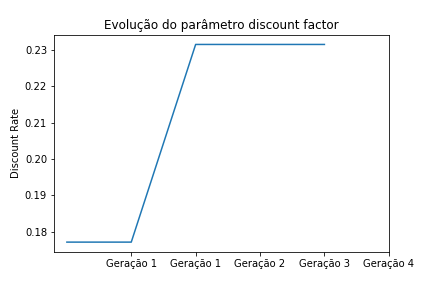 Evolução do parâmetro discount factor
Discount Rate
0.23
0.22
0.21
0.20
0.19
0.18
Geração 1 Geração 1 Geração 2 Geração 3 Geração 4